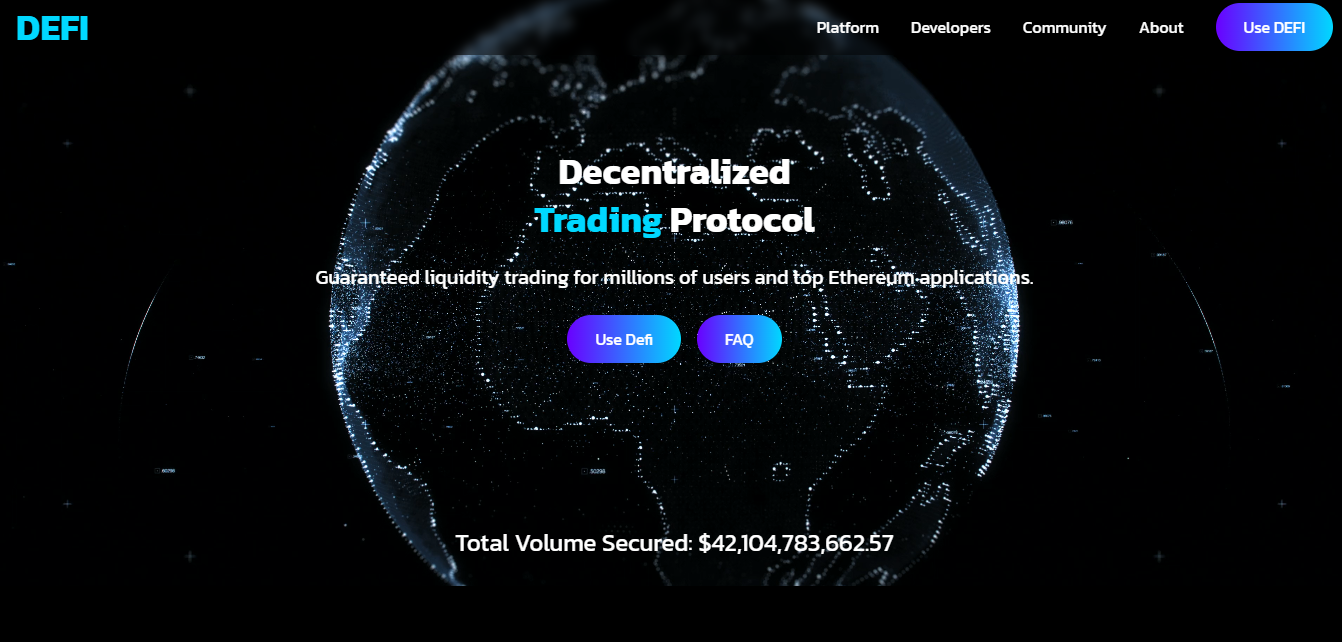 DEFI
Platform
Developers
Community
About
Use DEFI
Decentralized
Trading Protocol
Guaranteed liquidity trading for millions of users and top Ethereum applications.
Use Defi
FAQ
Total Volume Secured: $42,104,783,662.57